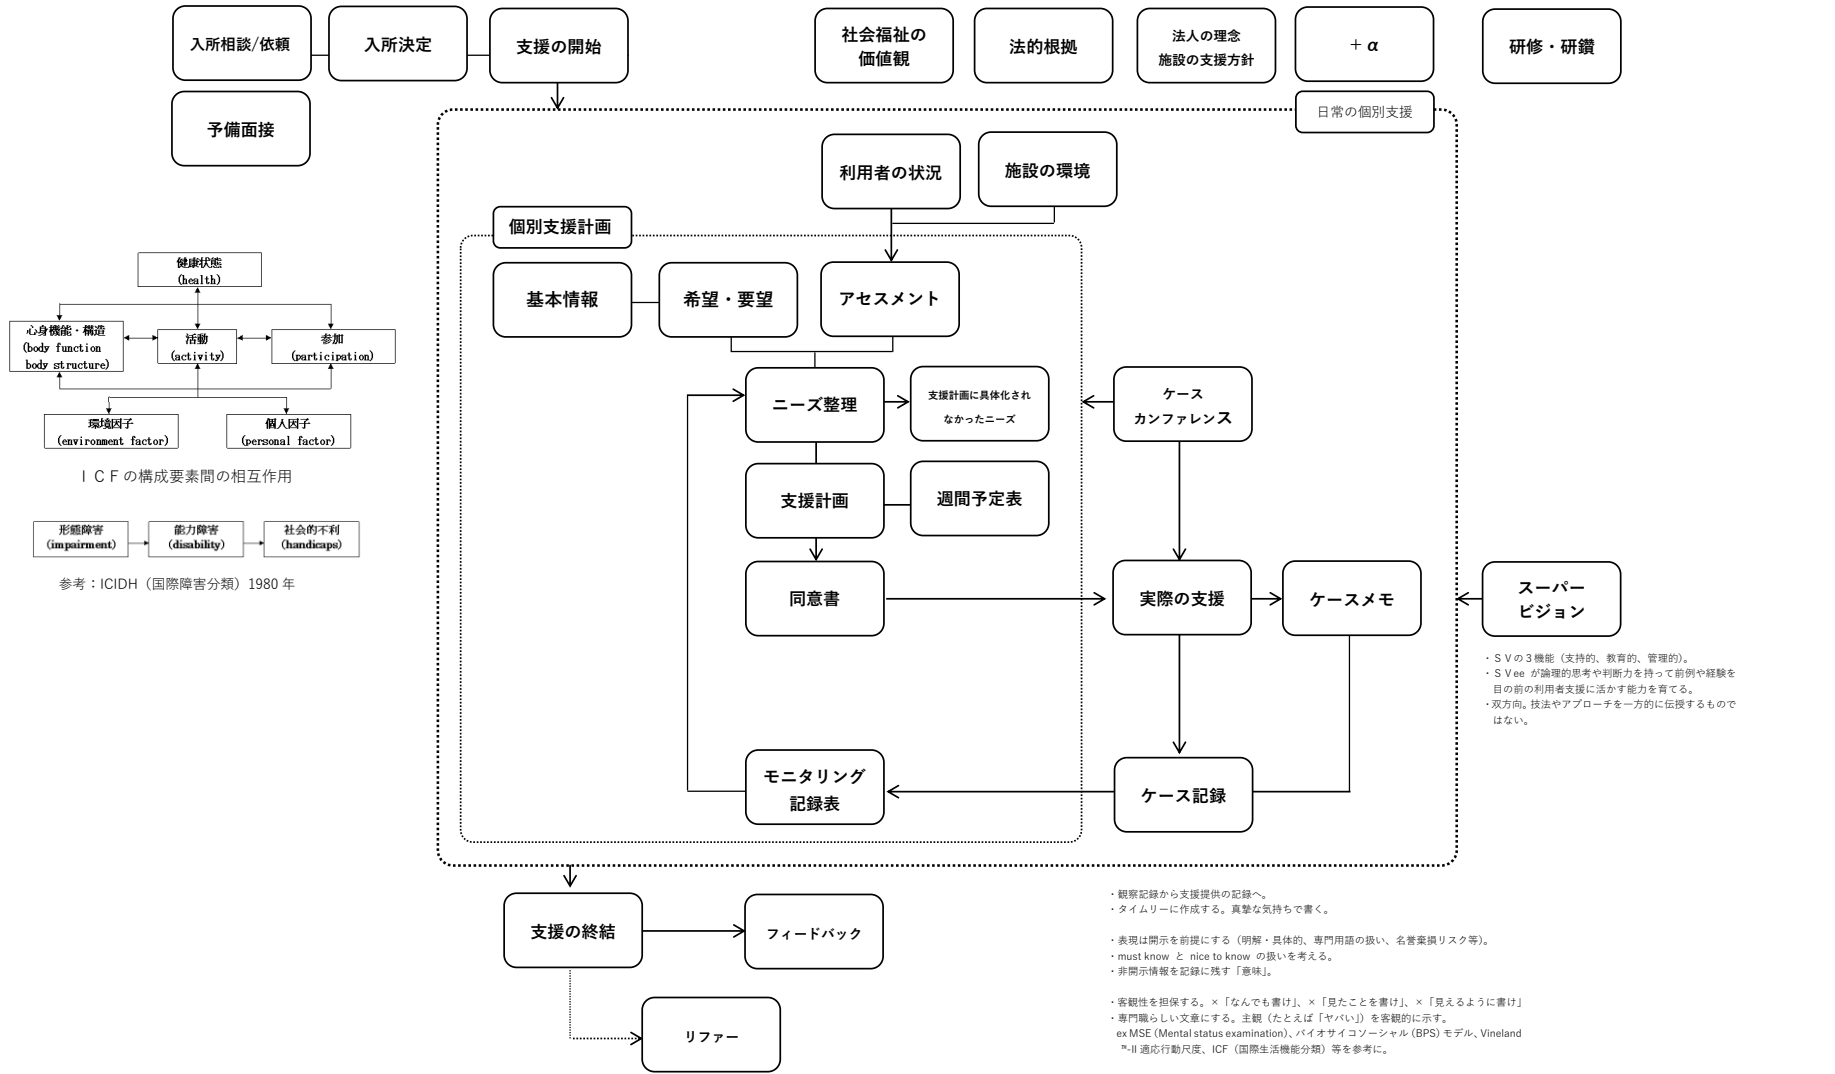 入所相談/依頼
入所決定
支援の開始
社会福祉の
価値観
法的根拠
法人の理念
施設の支援方針
＋α
研修・研鑽
予備面接
日常の個別支援
利用者の状況
施設の環境
個別支援計画
基本情報
希望・要望
アセスメント
健康状態
(health)
心身機能・構造
(body function
body structure)
活動
(activity)
参加
(participation)
環境因子
(environment factor)
個人因子
(personal factor)
ＩＣＦの構成要素間の相互作用
形態障害
(impairment)
能力障害
(disability)
社会的不利
(handicaps)
参考：ICIDH（国際障害分類）1980 年
ニーズ整理
支援計画に具体化され
なかったニーズ
ケース
カンファレンス
支援計画
週間予定表
同意書
実際の支援
ケースメモ
スーパー
ビジョン
・ＳＶの３機能（支持的、教育的、管理的）。
・ＳＶee が論理的思考や判断力を持って前例や経験を
目の前の利用者支援に活かす能力を育てる。
・双方向。技法やアプローチを一方的に伝授するもので
はない。
モニタリング
記録表
ケース記録
支援の終結
フィードバック
リファー
・観察記録から支援提供の記録へ。
・タイムリーに作成する。真摯な気持ちで書く。
・表現は開示を前提にする（明解・具体的、専門用語の扱い、名誉棄損リスク等）。
・must know と nice to know の扱いを考える。
・非開示情報を記録に残す「意味」。
・客観性を担保する。×「なんでも書け」、×「見たことを書け」、×「見えるように書け」
・専門職らしい文章にする。主観（たとえば「ヤバい」）を客観的に示す。
ex MSE（Mental status examination）、バイオサイコソーシャル（BPS）モデル、Vineland
™-II 適応行動尺度、ICF（国際生活機能分類）等を参考に。